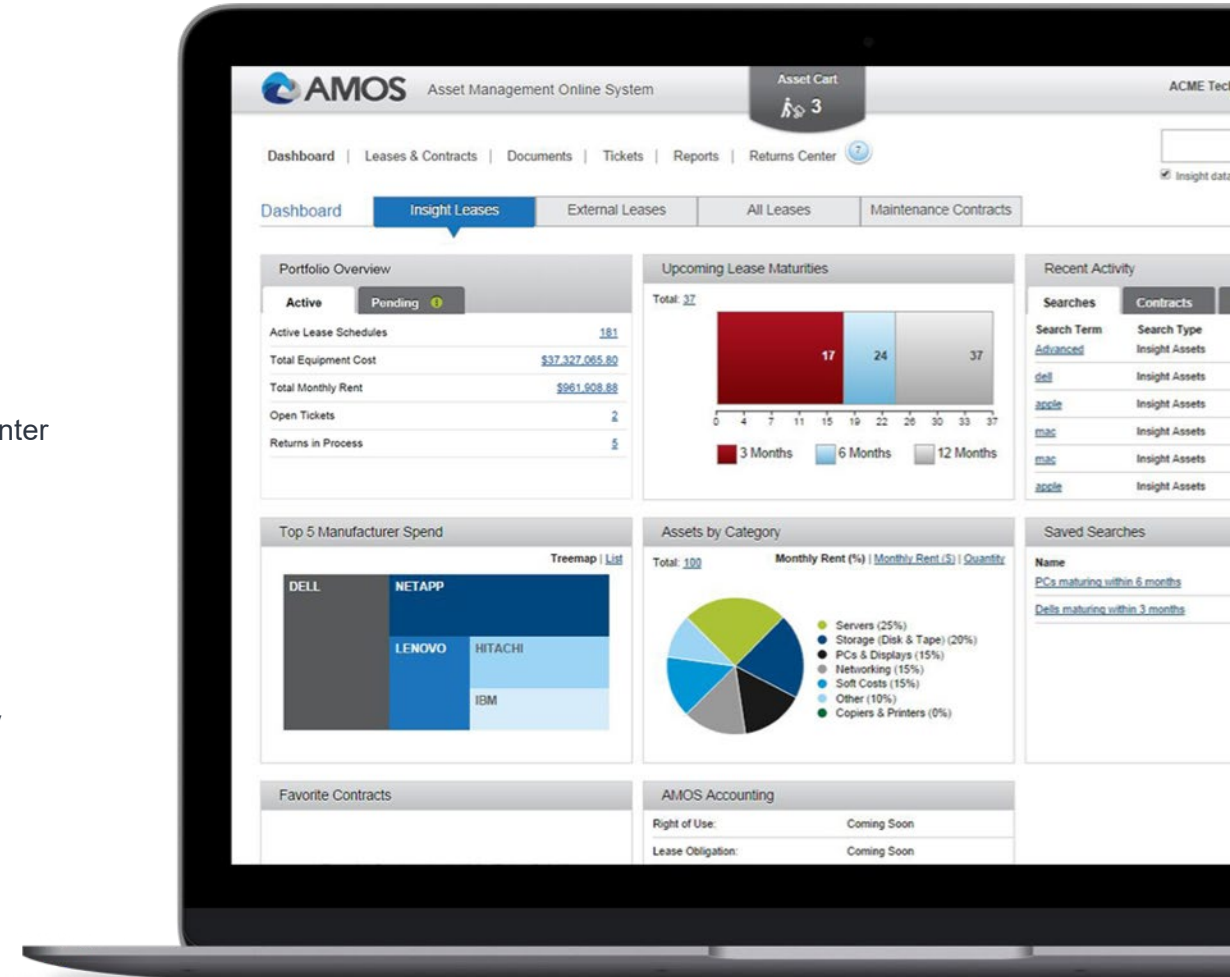 AMOS Asset Management Online System
Asset Cart
3
ACME Tecl
Dashboard | Leases & Contracts | Documents | Tickets | Reports | Returns Center 7
Insight data
Dashboard
Insight Leases
External Leases
All Leases
Maintenance Contracts
Portfolio Overview
Active
Pending
Active Lease Schedules 181
Total Equipment Cost $37,327,065.80
Total Monthly Rent $961,908.88
Open Tickets 2
Returns in Process 5
Upcoming Lease Maturities
Total: 37
17 24 37
0 4 7 11 15 19 22 26 30 33 37
3 Months 6 Months 12 Months
Recent Activity
Searches
Contracts
Search Term Search Type
Advanced Insight Assets
dell Insight Assets
apple Insight Assets
mac Insight Assets
mac Insight Assets
apple Insight Assets
nter
Top 5 Manufacturer Spend
Treemap | List
DELL
NETAPP
LENOVO
HITACHI
IBM
Assets by Category
Total: 100
Monthly Rent (%) | Monthly Rent ($) | Quantity
Servers (25%)
Storage (Disk & Tape) (20%)
PCs & Displays (15%)
Networking (15%)
Soft Costs (15%)
Other (10%)
Copiers & Printers (0%)
Saved Searches
Name
PCs maturing within 6 months
Dells maturing within 3 months
Favorite Contracts
AMOS Accounting
Right of Use: Coming Soon
Lease Obligation: Coming Soon